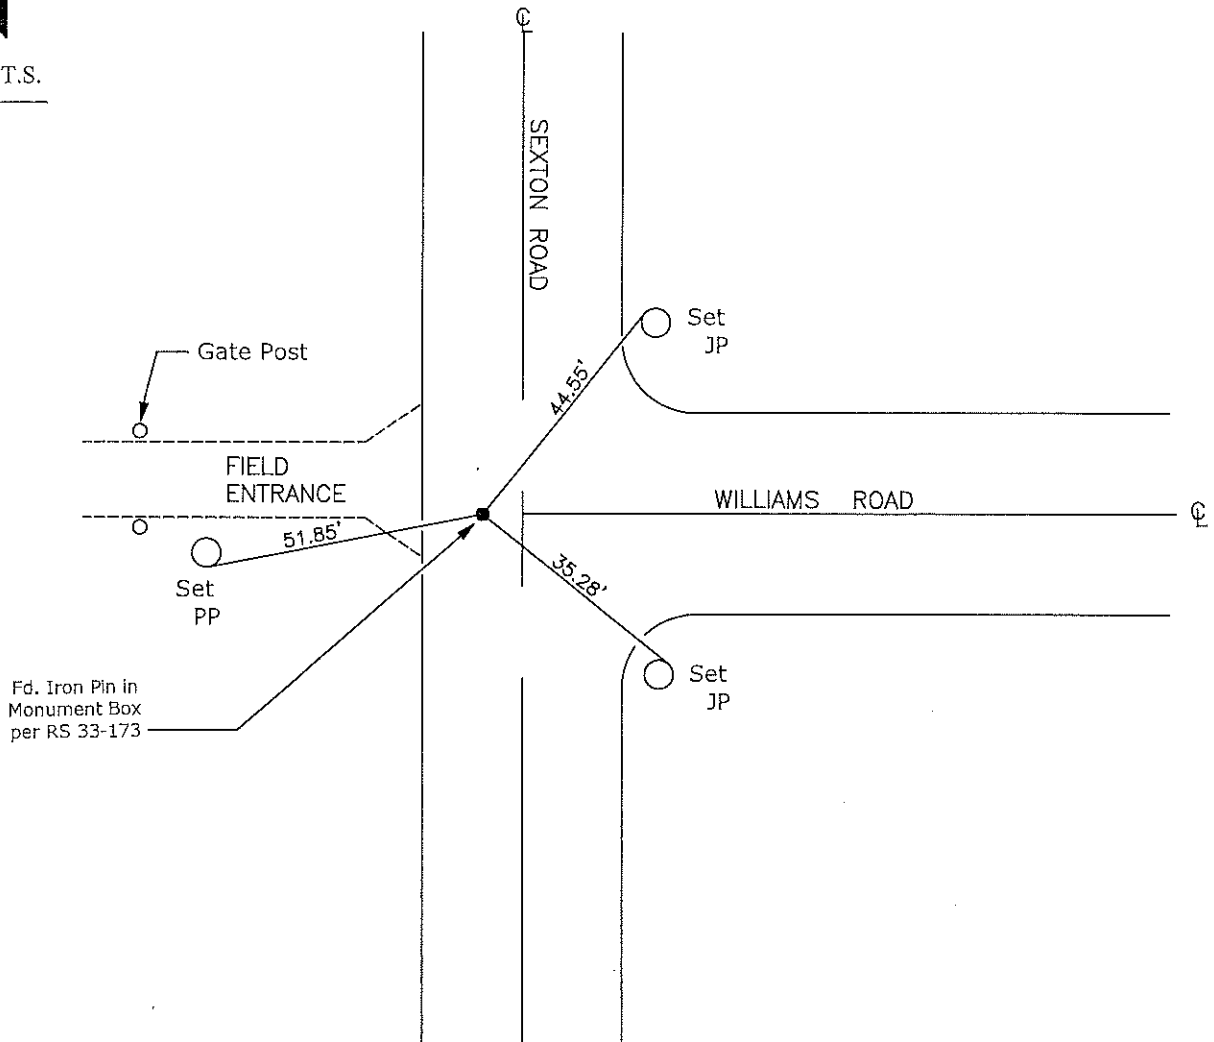 ℄
T.S.
SEXTON ROAD
Set
JP
Gate Post
44.55'
FIELD
ENTRANCE
WILLIAMS ROAD
℄
51.85'
35.28'
Set
PP
Set
JP
Fd. Iron Pin in
Monument Box
per RS 33-173